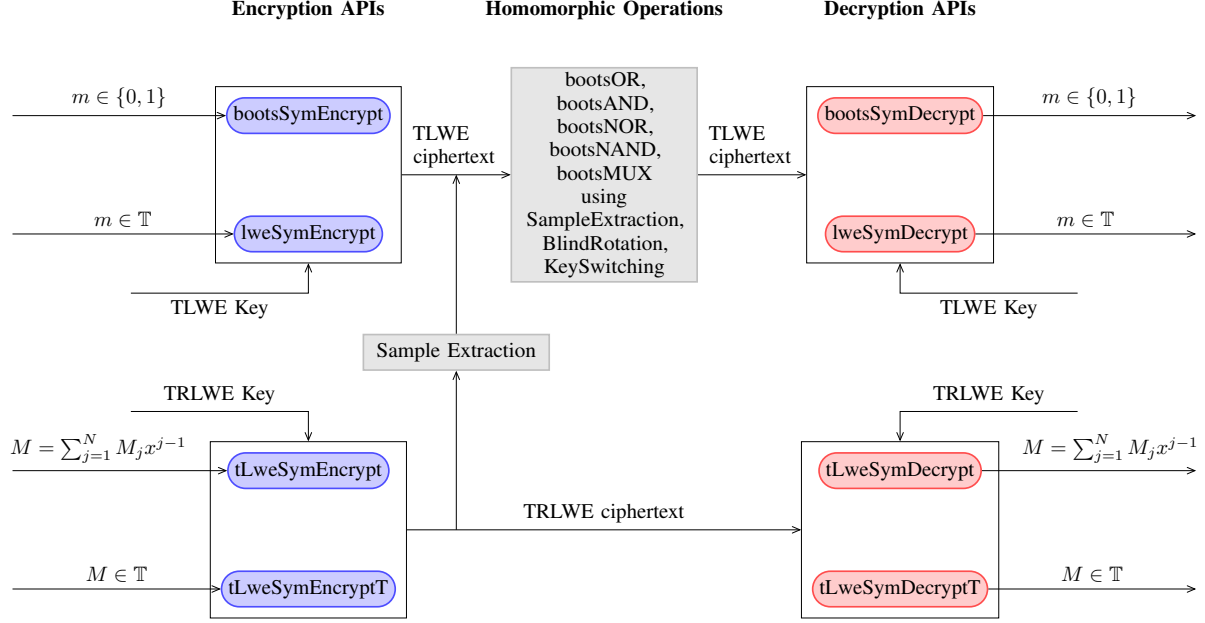 Encryption APIs
Homomorphic Operations
Decryption APIs
m ∈ {0, 1}
bootsSymEncrypt
m ∈ 𝕋
lweSymEncrypt
TLWE Key
TLWE
ciphertext
bootsOR,
bootsAND,
bootsNOR,
bootsNAND,
bootsMUX
using
SampleExtraction,
BlindRotation,
KeySwitching
TLWE
ciphertext
bootsSymDecrypt
m ∈ {0, 1}
lweSymDecrypt
m ∈ 𝕋
TLWE Key
Sample Extraction
TRLWE Key
M = ∑_{j=1}^{N} M_j x^{j-1}
tLweSymEncrypt
M ∈ 𝕋
tLweSymEncryptT
TRLWE ciphertext
TRLWE Key
tLweSymDecrypt
M = ∑_{j=1}^{N} M_j x^{j-1}
tLweSymDecryptT
M ∈ 𝕋